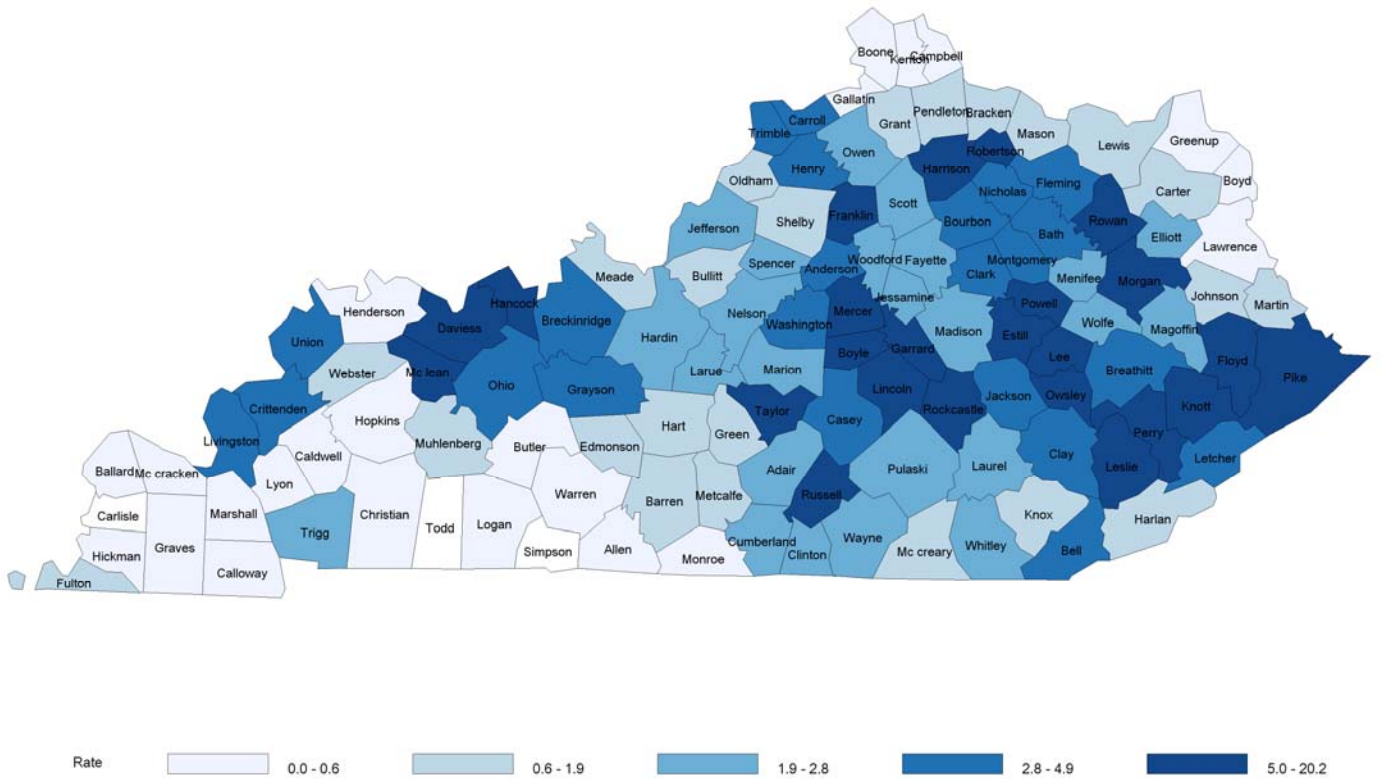 Boone
Kenton
Campbell
Gallatin
Pendleton
Bracken
Grant
Carroll
Trimble
Mason
Lewis
Greenup
Owen
Robertson
Harrison
Henry
Oldham
Nicholas
Fleming
Carter
Boyd
Scott
Franklin
Bourbon
Rowan
Shelby
Jefferson
Bath
Elliott
Lawrence
Woodford
Fayette
Montgomery
Spencer
Anderson
Clark
Menifee
Morgan
Meade
Bullitt
Jessamine
Johnson
Martin
Hancock
Henderson
Powell
Mercer
Nelson
Breckinridge
Washington
Daviess
Madison
Wolfe
Magoffin
Estill
Hardin
Union
Garrard
Boyle
Lee
Floyd
Larue
Marion
Breathitt
Mc lean
Webster
Pike
Ohio
Grayson
Lincoln
Jackson
Owsley
Knott
Crittenden
Taylor
Rockcastle
Casey
Hopkins
Hart
Green
Perry
Livingston
Muhlenberg
Butler
Edmonson
Clay
Letcher
Caldwell
Leslie
Laurel
Pulaski
Adair
Ballard
Mc cracken
Lyon
Warren
Metcalfe
Russell
Barren
Marshall
Carlisle
Christian
Knox
Harlan
Logan
Todd
Trigg
Wayne
Cumberland
Whitley
Graves
Allen
Simpson
Bell
Mc creary
Clinton
Hickman
Monroe
Calloway
Fulton
Rate 0.0 - 0.6 0.6 - 1.9 1.9 - 2.8 2.8 - 4.9 5.0 - 20.2